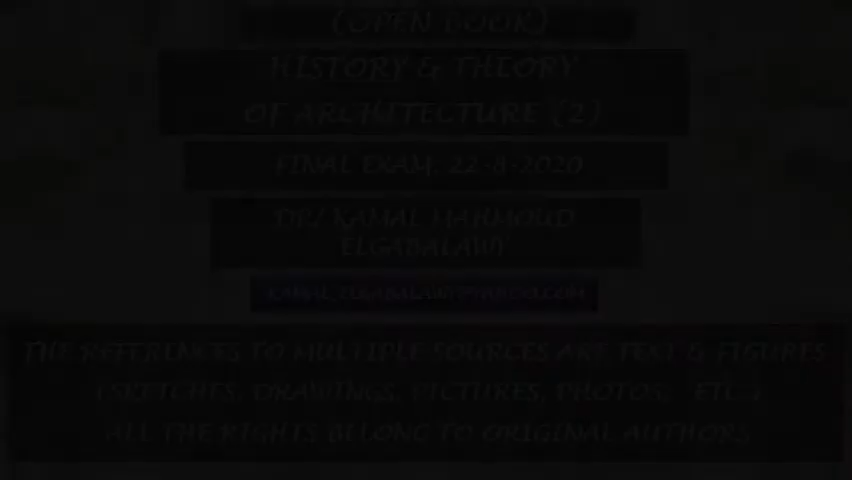 (OPEN BOOK)
HISTORY & THEORY
OF ARCHITECTURE (2)
FINAL EXAM, 22-8-2020
DR/ KAMAL MAHMOUD
ELGABALAWI
THE REFERENCES TO MULTIPLE SOURCES ARE TEXT & FIGURES
(SKETCHES, DRAWINGS, PICTURES, PHOTOS, ETC )
ALL THE RIGHTS BELONG TO ORIGINAL AUTHORS